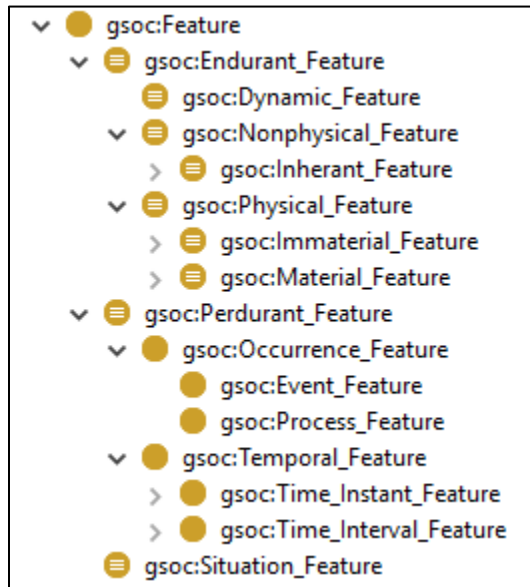 gsoc:Feature
gsoc:Endurant_Feature
gsoc:Dynamic_Feature
gsoc:Nonphysical_Feature
gsoc:Inherant_Feature
gsoc:Physical_Feature
gsoc:Immaterial_Feature
gsoc:Material_Feature
gsoc:Perdurant_Feature
gsoc:Occurrence_Feature
gsoc:Event_Feature
gsoc:Process_Feature
gsoc:Temporal_Feature
gsoc:Time_Instant_Feature
gsoc:Time_Interval_Feature
gsoc:Situation_Feature